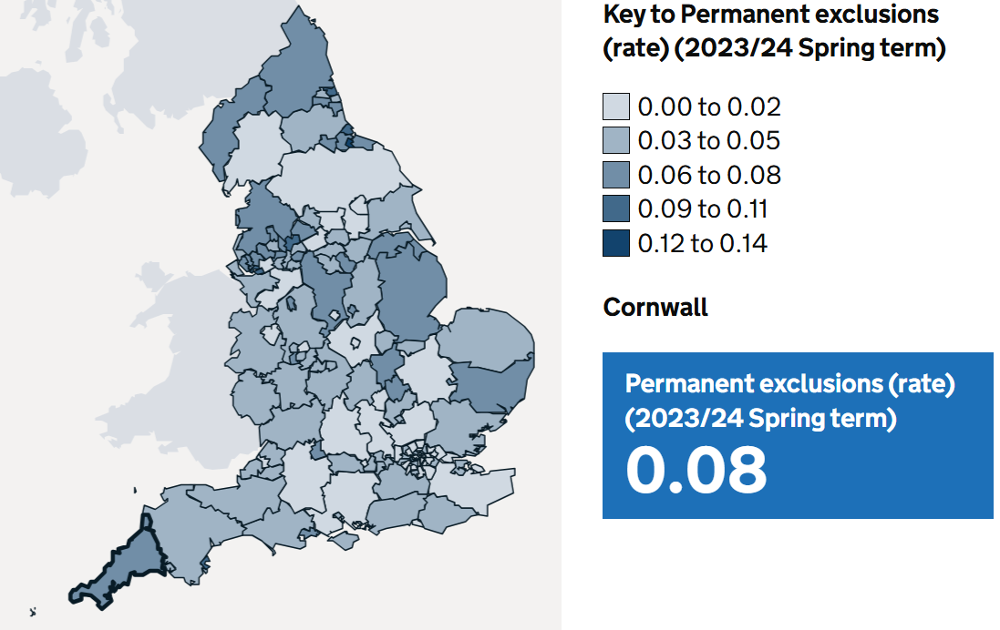 Key to Permanent exclusions
(rate) (2023/24 Spring term)
0.00 to 0.02
0.03 to 0.05
0.06 to 0.08
0.09 to 0.11
0.12 to 0.14
Cornwall
Permanent exclusions (rate)
(2023/24 Spring term)
0.08